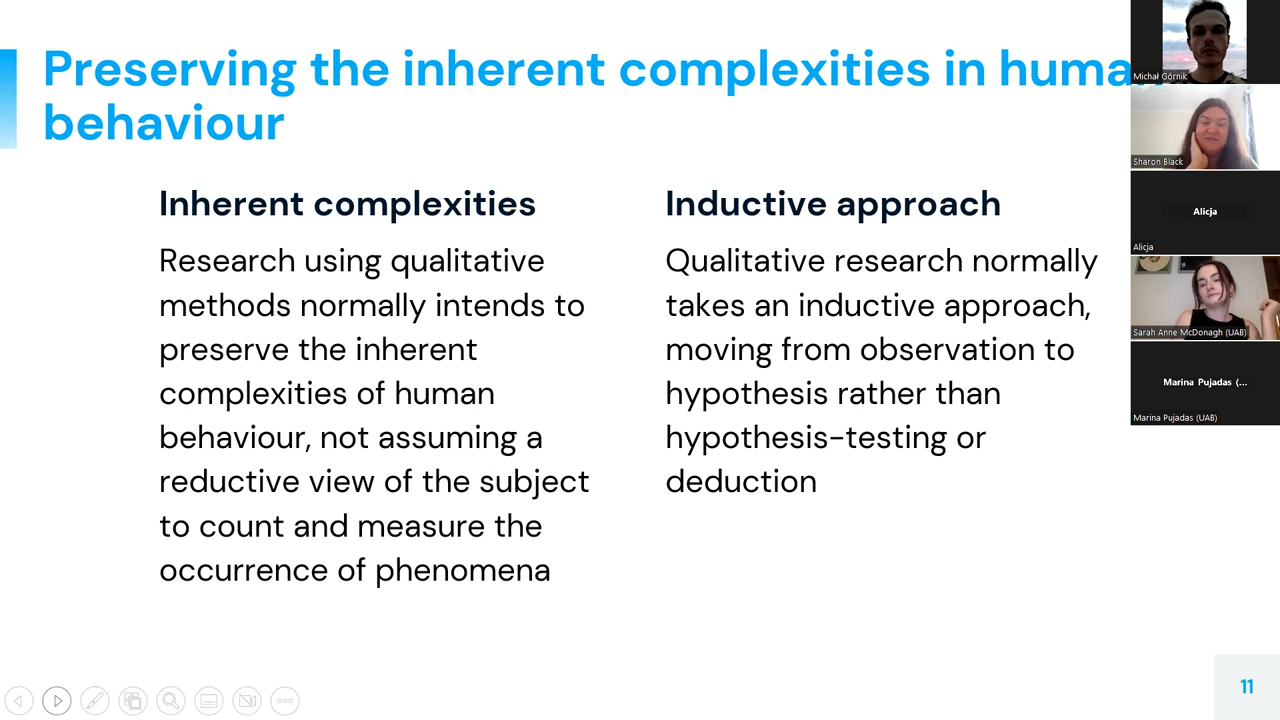 Preserving the inherent complexities in huma
behaviour
Inherent complexities
Research using qualitative
methods normally intends to
preserve the inherent
complexities of human
behaviour, not assuming a
reductive view of the subject
to count and measure the
occurrence of phenomena
Inductive approach
Qualitative research normally
takes an inductive approach,
moving from observation to
hypothesis rather than
hypothesis-testing or
deduction
Michał Górnik
Sharon Black
Alicja
Alicja
Sarah Anne McDonagh (UAB)
Marina Pujadas (...
Marina Pujadas (UAB)
11